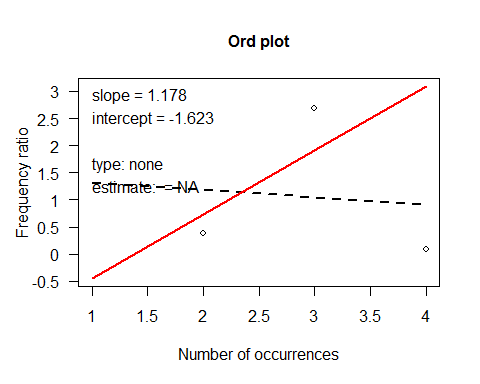 Ord plot
slope = 1.178
intercept = -1.623
type: none
estimate: = NA
Frequency ratio
3
2.5
2
1.5
1
0.5
0
-0.5
1 1.5 2 2.5 3 3.5 4
Number of occurrences